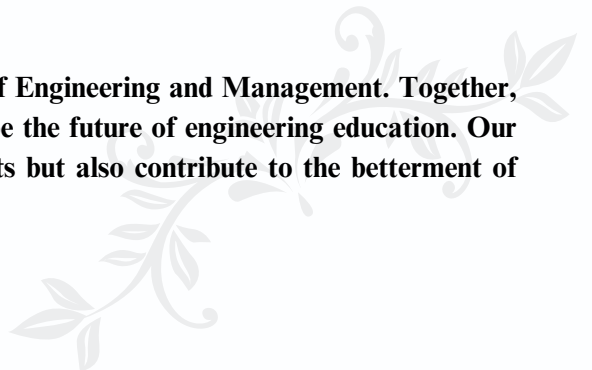 f Engineering and Management. Together,
e the future of engineering education. Our
ts but also contribute to the betterment of